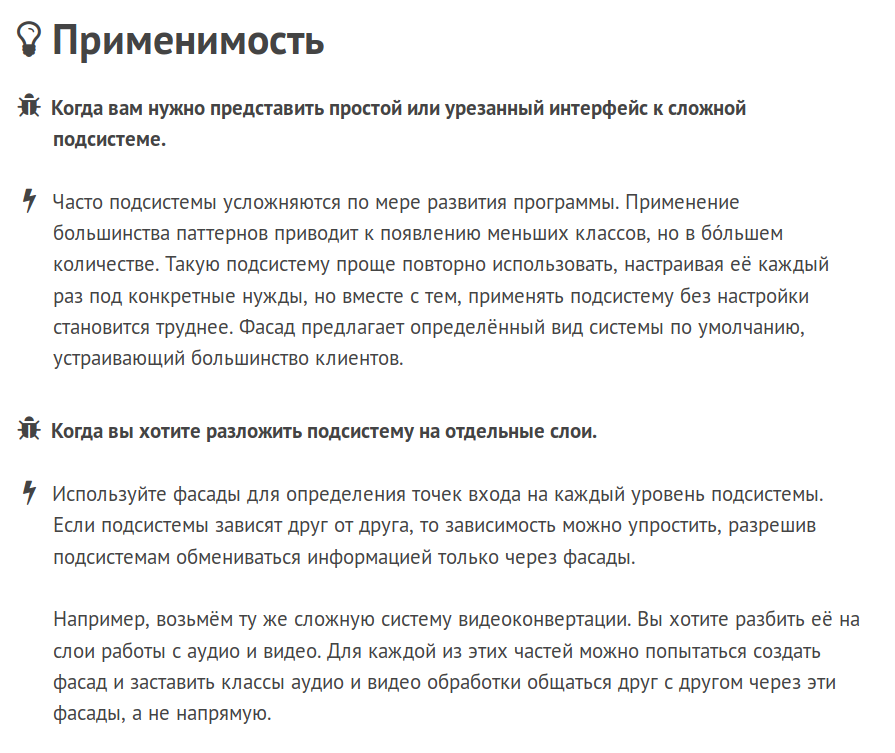 Применимость
Когда вам нужно представить простой или урезанный интерфейс к сложной
подсистеме.
Часто подсистемы усложняются по мере развития программы. Применение
большинства паттернов приводит к появлению меньших классов, но в бо́льшем
количестве. Такую подсистему проще повторно использовать, настраивая её каждый
раз под конкретные нужды, но вместе с тем, применять подсистему без настройки
становится труднее. Фасад предлагает определённый вид системы по умолчанию,
устраивающий большинство клиентов.
Когда вы хотите разложить подсистему на отдельные слои.
Используйте фасады для определения точек входа на каждый уровень подсистемы.
Если подсистемы зависят друг от друга, то зависимость можно упростить, разрешив
подсистемам обмениваться информацией только через фасады.
Например, возьмём ту же сложную систему видеоконвертации. Вы хотите разбить её на
слои работы с аудио и видео. Для каждой из этих частей можно попытаться создать
фасад и заставить классы аудио и видео обработки общаться друг с другом через эти
фасады, а не напрямую.